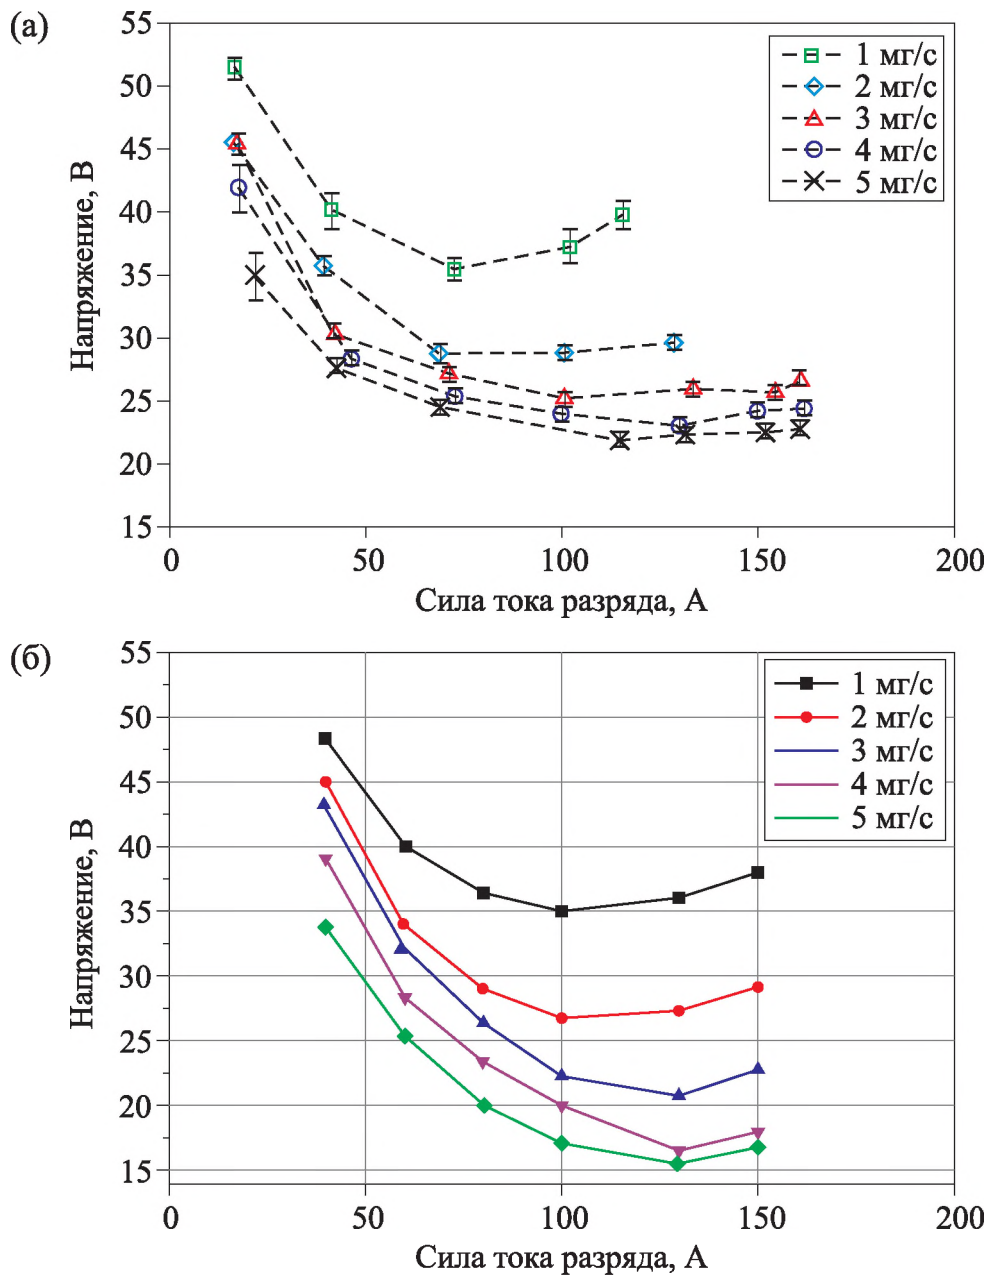 (а)
55
50
45
40
35
30
25
20
15
Напряжение, В
1 мг/с
2 мг/с
3 мг/с
4 мг/с
5 мг/с
0 50 100 150 200
Сила тока разряда, А
(б)
55
50
45
40
35
30
25
20
15
Напряжение, В
1 мг/с
2 мг/с
3 мг/с
4 мг/с
5 мг/с
0 50 100 150 200
Сила тока разряда, А